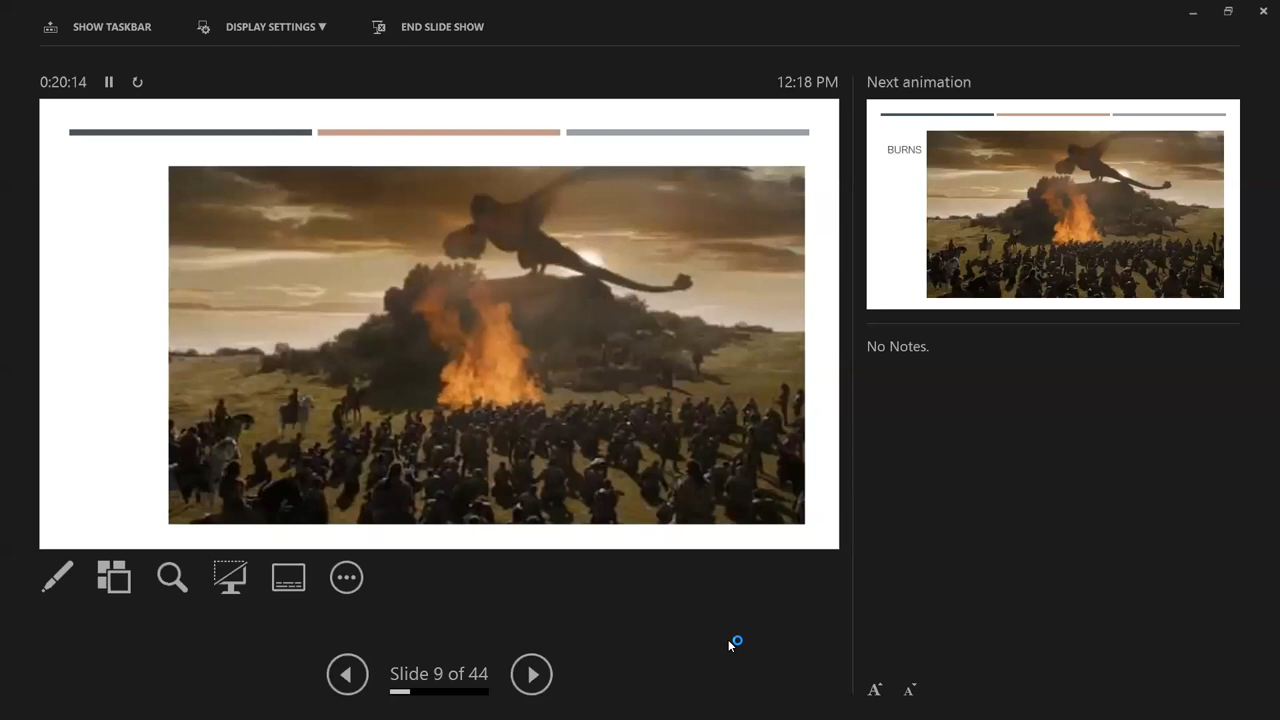 SHOW TASKBAR
DISPLAY SETTINGS ▼
END SLIDE SHOW
0:20:14
12:18 PM
Next animation
BURNS
No Notes.
Slide 9 of 44
A A